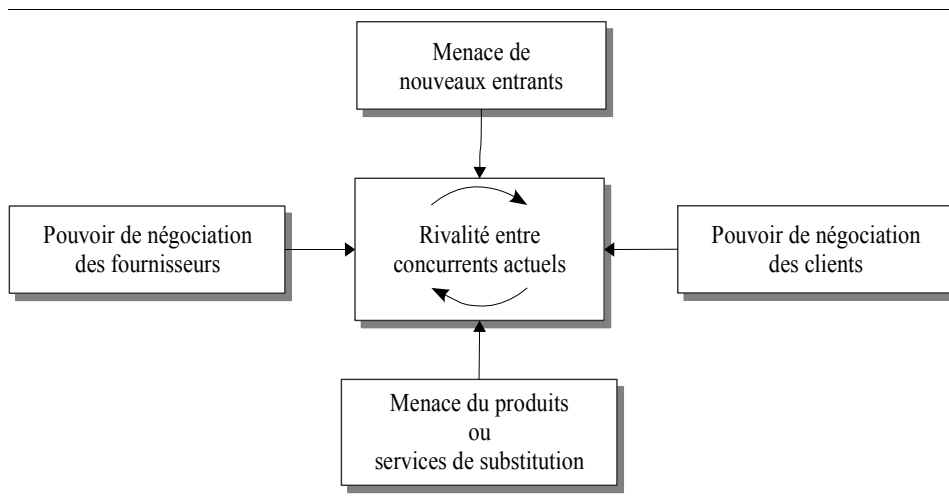 Menace de
nouveaux entrants
Pouvoir de négociation
des fournisseurs
Rivalité entre
concurrents actuels
Pouvoir de négociation
des clients
Menace du produits
ou
services de substitution